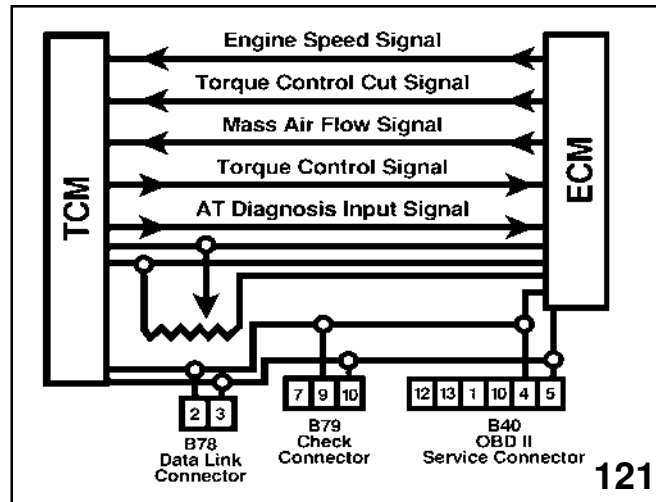 Engine Speed Signal
Torque Control Cut Signal
Mass Air Flow Signal
Torque Control Signal
AT Diagnosis Input Signal
TCM
ECM
2 3
7 9 10
12 13 1 10 4 5
B78
Data Link
Connector
B79
Check
Connector
B40
OBD II
Service Connector
121